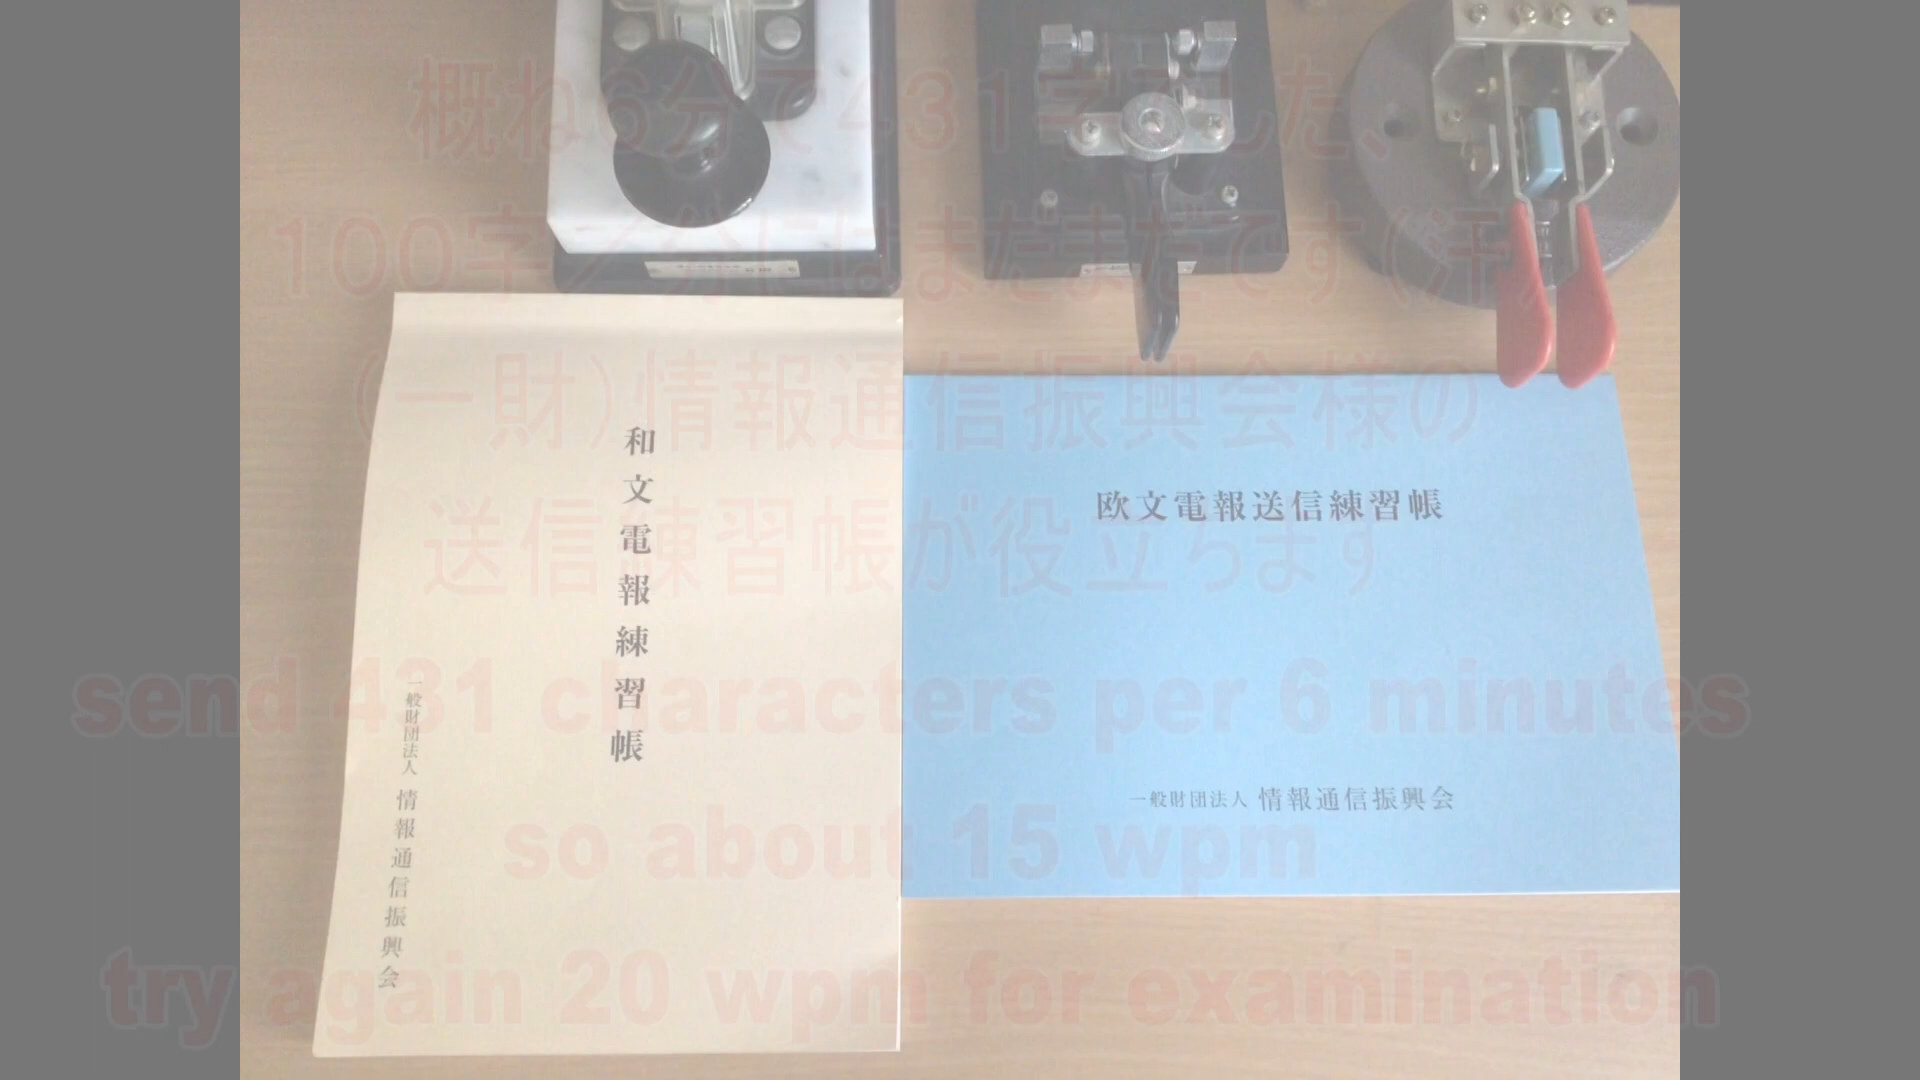 概ね6分で431字でした、
100字／分にはまだまだです(汗)
(一財)情報通信振興会様の
送信練習帳が役立ちます
send 431 characters per 6 minutes
so about 15 wpm
try again 20 wpm for examination
和文電報練習帳
一般財団法人 情報通信振興会
欧文電報送信練習帳
一般財団法人 情報通信振興会